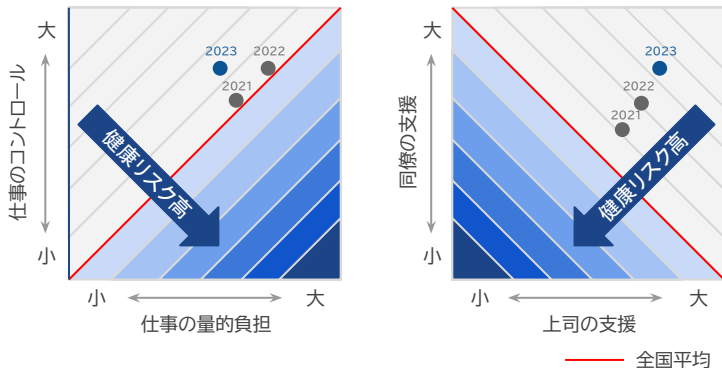 大
仕事のコントロール
小
2023
2022
2021
健康リスク高
小
大
仕事の量的負担
大
同僚の支援
小
2023
2022
2021
健康リスク高
小
大
上司の支援
全国平均